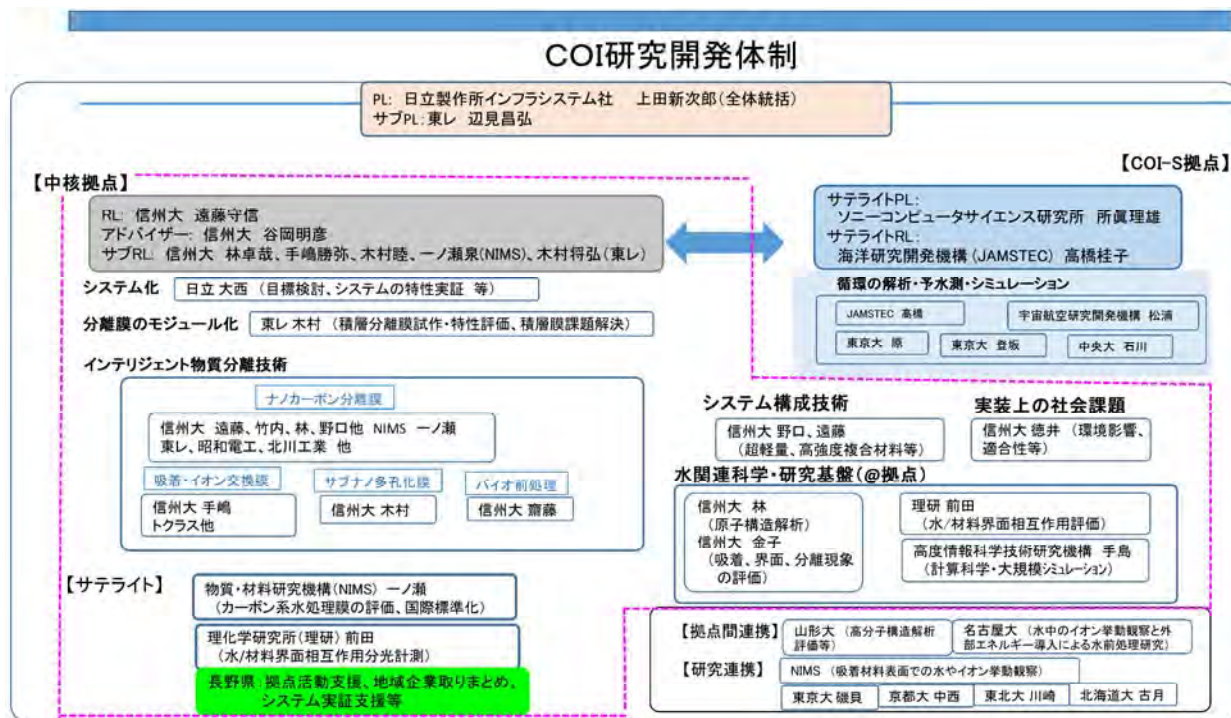 COI研究開発体制
PL: 日立製作所インフラシステム社 上田新次郎(全体統括)
サブPL:東レ 辺見昌弘
【中核拠点】
RL: 信州大 遠藤守信
アドバイザー: 信州大 谷岡明彦
サブRL: 信州大 林卓哉、手嶋勝弥、木村睦、一ノ瀬泉(NIMS)、木村将弘(東レ)
システム化
日立 大西 (目標検討、システムの特性実証 等)
分離膜のモジュール化
東レ 木村 (積層分離膜試作・特性評価、積層膜課題解決)
インテリジェント物質分離技術
ナノカーボン分離膜
信州大 遠藤、竹内、林、野口他 NIMS 一ノ瀬
東レ、昭和電工、北川工業 他
吸着・イオン交換膜
信州大 手嶋
トクラス他
サブナノ多孔化膜
信州大 木村
バイオ前処理
信州大 齋藤
【サテライト】
物質・材料研究機構(NIMS) 一ノ瀬
(カーボン系水処理膜の評価、国際標準化)
理化学研究所(理研) 前田
(水/材料界面相互作用分光計測)
長野県:拠点活動支援、地域企業取りまとめ、
システム実証支援等
【COI-S拠点】
サテライトPL:
ソニーコンピュータサイエンス研究所 所眞理雄
サテライトRL:
海洋研究開発機構(JAMSTEC) 高橋桂子
循環の解析・予水測・シミュレーション
JAMSTEC 高橋
宇宙航空研究開発機構 松浦
東京大 原
東京大 登坂
中央大 石川
システム構成技術
信州大 野口、遠藤
(超軽量、高強度複合材料等)
実装上の社会課題
信州大 徳井 (環境影響、
適合性等)
水関連科学・研究基盤(@拠点)
信州大 林
(原子構造解析)
信州大 金子
(吸着、界面、分離現象
の評価)
理研 前田
(水/材料界面相互作用評価)
高度情報科学技術研究機構 手島
(計算科学・大規模シミュレーション)
【拠点間連携】
山形大 (高分子構造解析
評価等)
名古屋大 (水中のイオン挙動観察と外
部エネルギー導入による水前処理研究)
【研究連携】
NIMS (吸着材料表面での水やイオン挙動観察)
東京大 磯貝
京都大 中西
東北大 川崎
北海道大 古月